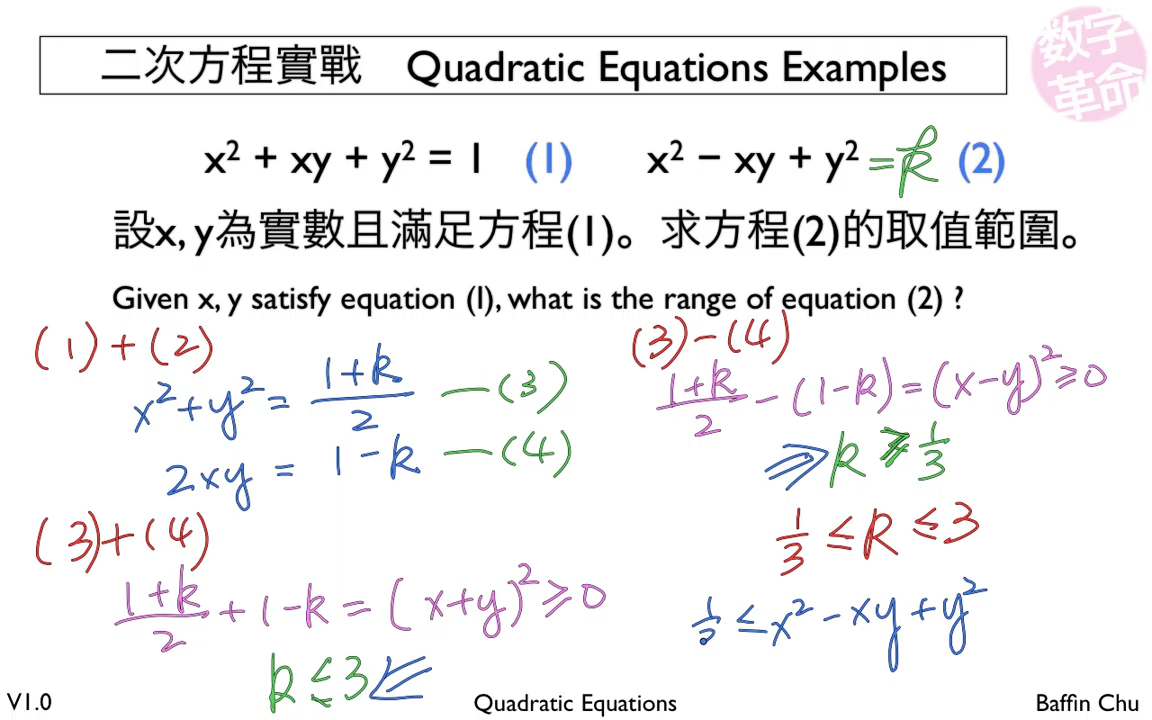 二次方程實戰 Quadratic Equations Examples
数字
革命
x² + xy + y² = 1 (1) x² − xy + y² = k (2)
設x, y為實數且滿足方程(1)。求方程(2)的取值範圍。
Given x, y satisfy equation (1), what is the range of equation (2) ?
(1)+(2)
x²+y² = (1+k)/2 —(3)
2xy = 1-k —(4)
(3)+(4)
(1+k)/2 + 1-k = (x+y)² ≥ 0
k ≤ 3 ⇐
(3)-(4)
(1+k)/2 - (1-k) = (x-y)² ≥ 0
⇒ k ≥ 1/3
1/3 ≤ k ≤ 3
≤ x² - xy + y²
V1.0 Quadratic Equations Baffin Chu